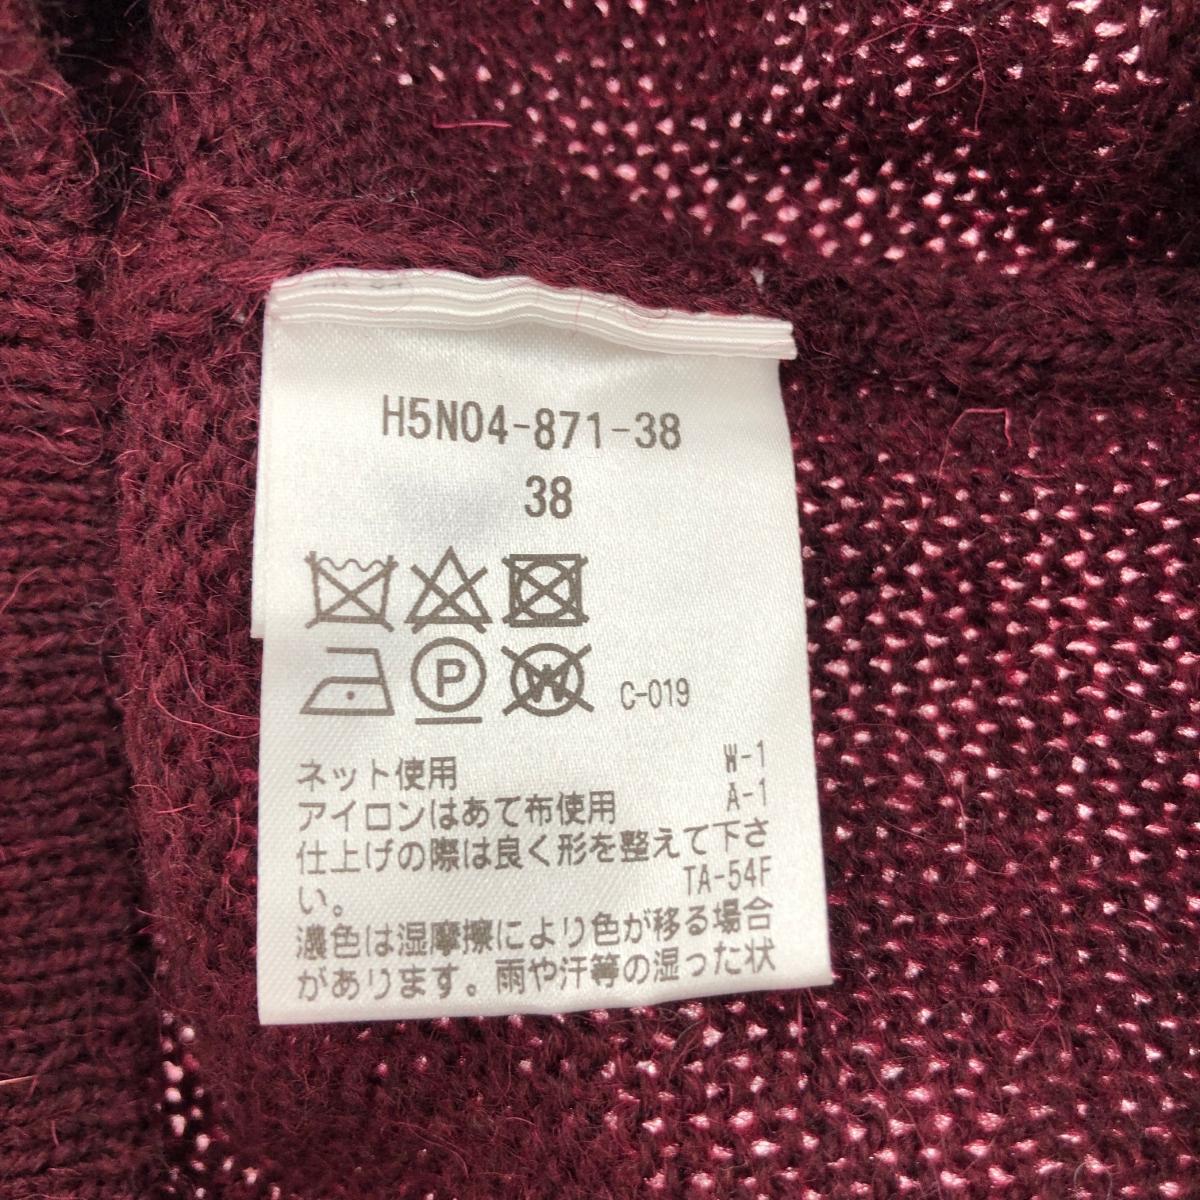 H5N04-871-38
38
P
W
C-019
W-1
ネット使用
A-1
アイロンはあて布使用
仕上げの際は良く形を整えて下さ
い。
TA-54F
濃色は湿摩擦により色が移る場合
があります。雨や汗等の湿った状